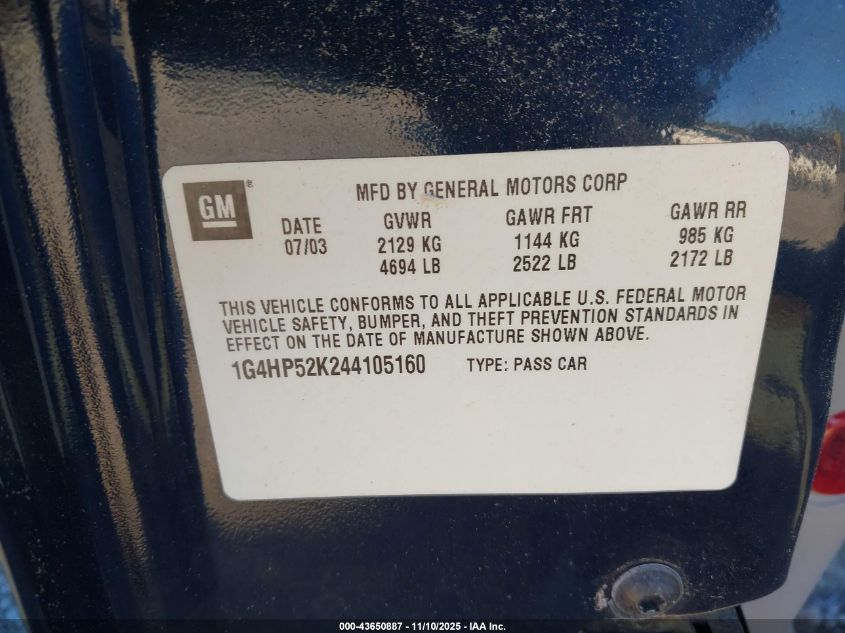 GM ®
MFD BY GENERAL MOTORS CORP
DATE GVWR GAWR FRT GAWR RR
07/03 2129 KG 1144 KG 985 KG
4694 LB 2522 LB 2172 LB
THIS VEHICLE CONFORMS TO ALL APPLICABLE U.S. FEDERAL MOTOR
VEHICLE SAFETY, BUMPER, AND THEFT PREVENTION STANDARDS IN
EFFECT ON THE DATE OF MANUFACTURE SHOWN ABOVE.
1G4HP52K244105160 TYPE: PASS CAR
000-43650887 - 11/10/2025 - IAA Inc.